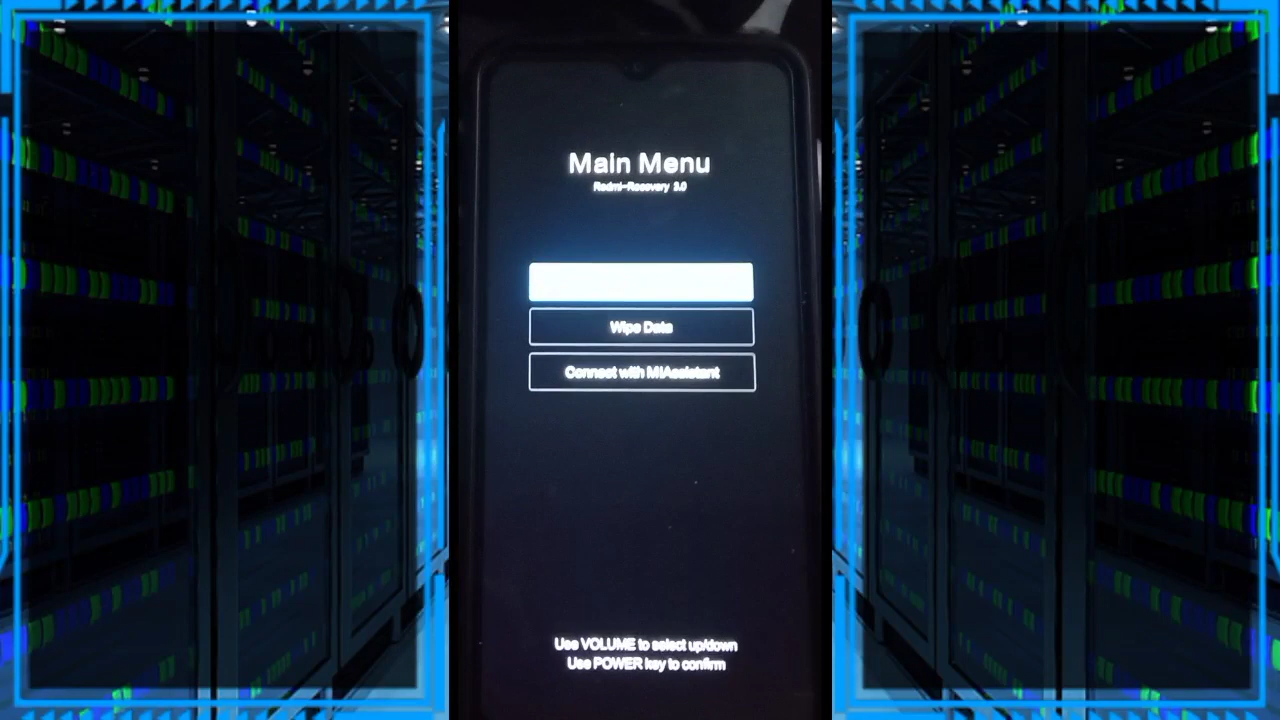 Main Menu
Redmi-Recovery 3.0
Wipe Data
Connect with MIAssistant
Use VOLUME to select up/down
Use POWER key to confirm